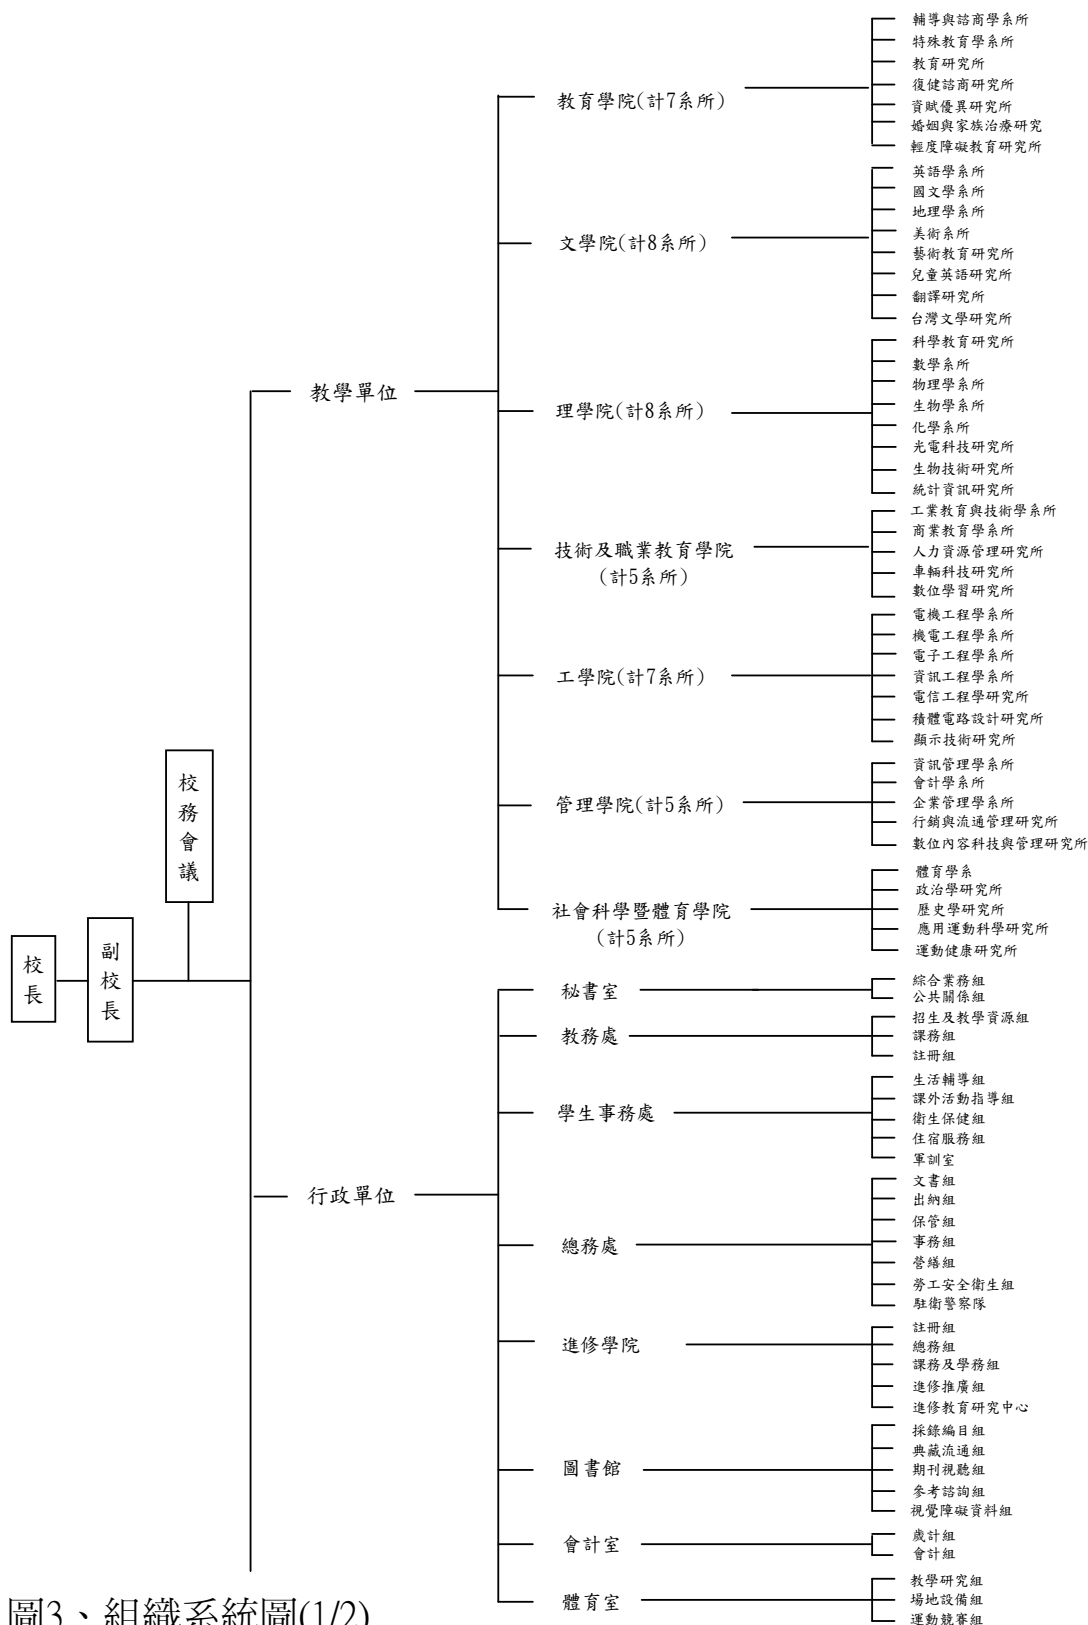 校長
副校長
校務會議
教學單位
教育學院(計7系所)
輔導與諮商學系所
特殊教育學系所
教育研究所
復健諮商研究所
資賦優異研究所
婚姻與家族治療研究
輕度障礙教育研究所
文學院(計8系所)
英語學系所
國文學系所
地理學系所
美術系所
藝術教育研究所
兒童英語研究所
翻譯研究所
台灣文學研究所
理學院(計8系所)
科學教育研究所
數學系所
物理學系所
生物學系所
化學系所
光電科技研究所
生物技術研究所
統計資訊研究所
技術及職業教育學院
(計5系所)
工業教育與技術學系所
商業教育學系所
人力資源管理研究所
車輛科技研究所
數位學習研究所
工學院(計7系所)
電機工程學系所
機電工程學系所
電子工程學系所
資訊工程學系所
電信工程學研究所
積體電路設計研究所
顯示技術研究所
管理學院(計5系所)
資訊管理學系所
會計學系所
企業管理學系所
行銷與流通管理研究所
數位內容科技與管理研究所
社會科學暨體育學院
(計5系所)
體育學系
政治學研究所
歷史學研究所
應用運動科學研究所
運動健康研究所
行政單位
秘書室
綜合業務組
公共關係組
教務處
招生及教學資源組
課務組
註冊組
學生事務處
生活輔導組
課外活動指導組
衛生保健組
住宿服務組
軍訓室
總務處
文書組
出納組
保管組
事務組
營繕組
勞工安全衛生組
駐衛警察隊
進修學院
註冊組
總務組
課務及學務組
進修推廣組
進修教育研究中心
圖書館
採錄編目組
典藏流通組
期刊視聽組
參考諮詢組
視覺障礙資料組
會計室
歲計組
會計組
體育室
教學研究組
場地設備組
運動競賽組
圖3、組織系統圖(1/2)